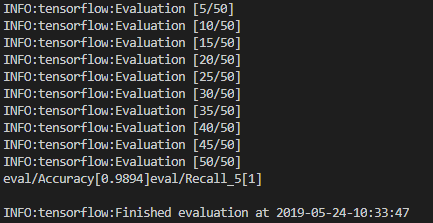 INFO:tensorflow:Evaluation [5/50]
INFO:tensorflow:Evaluation [10/50]
INFO:tensorflow:Evaluation [15/50]
INFO:tensorflow:Evaluation [20/50]
INFO:tensorflow:Evaluation [25/50]
INFO:tensorflow:Evaluation [30/50]
INFO:tensorflow:Evaluation [35/50]
INFO:tensorflow:Evaluation [40/50]
INFO:tensorflow:Evaluation [45/50]
INFO:tensorflow:Evaluation [50/50]
eval/Accuracy[0.9894]eval/Recall_5[1]
INFO:tensorflow:Finished evaluation at 2019-05-24-10:33:47